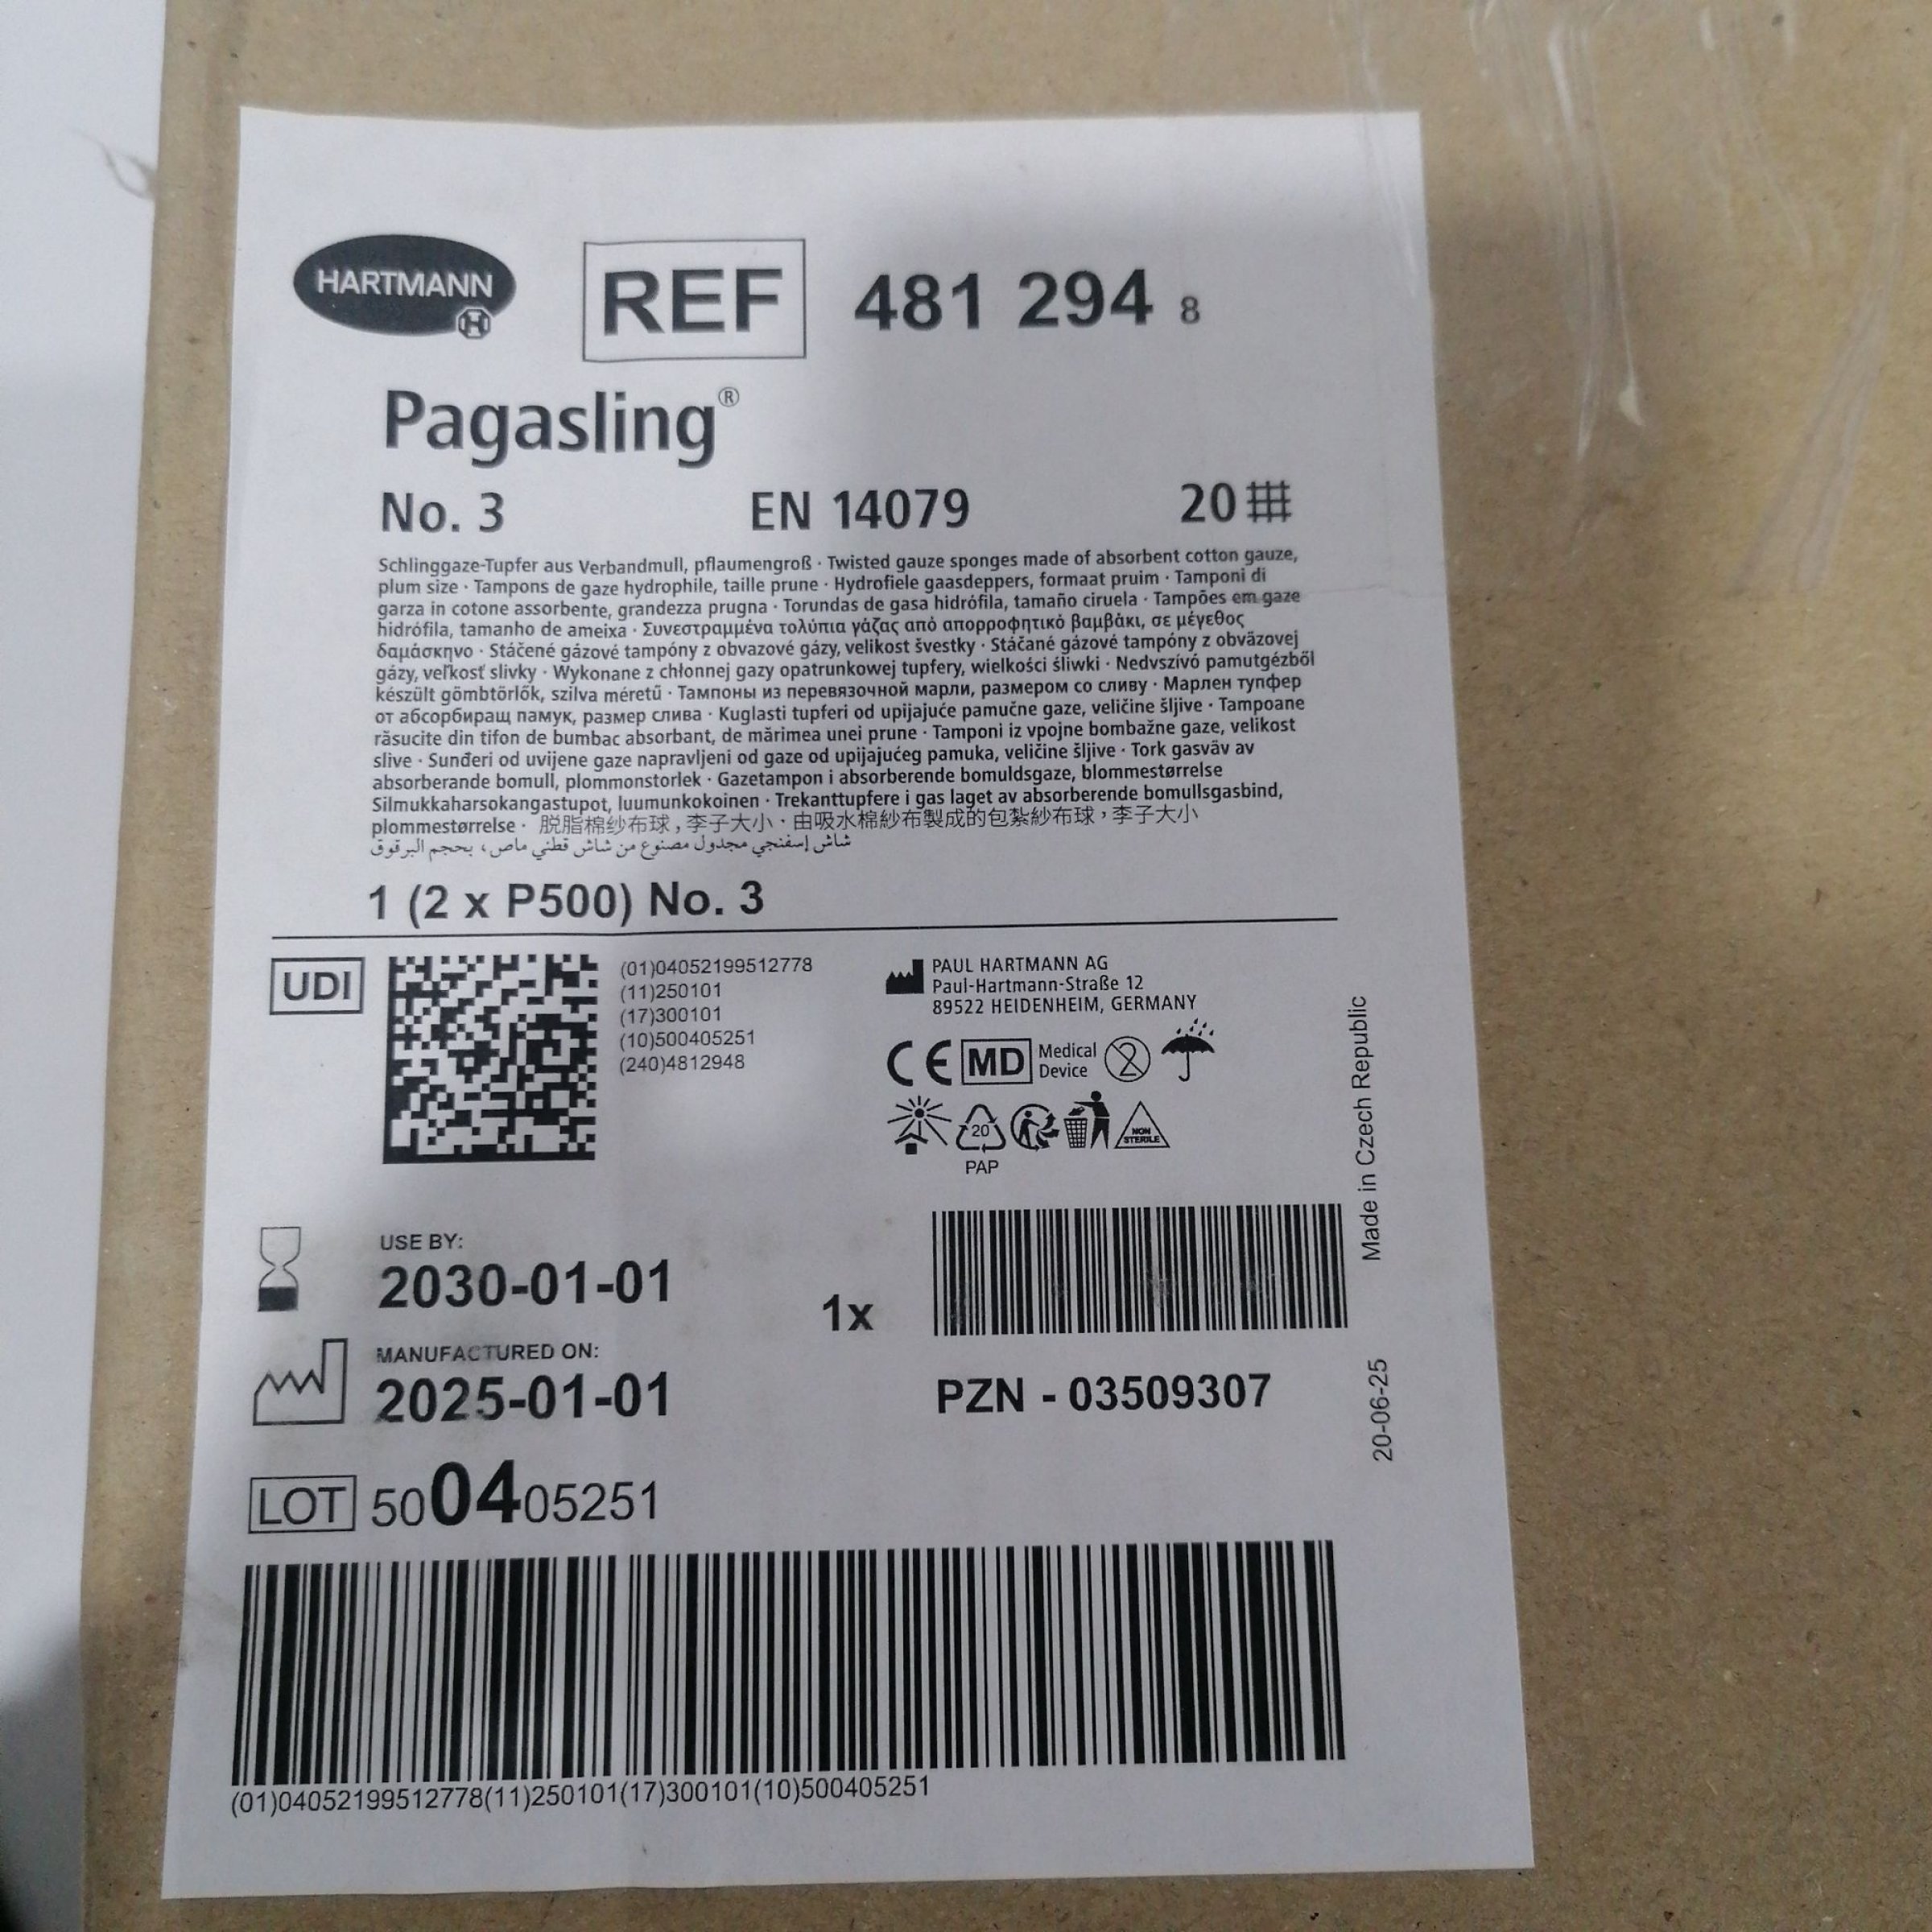 HARTMANN
REF 481 294 8
Pagasling®
No. 3 EN 14079 20
Schlinggaze-Tupfer aus Verbandmull, pflaumengroß · Twisted gauze sponges made of absorbent cotton gauze,
plum size · Tampons de gaze hydrophile, taille prune · Hydrofiele gaasdeppers, formaat pruim · Tamponi di
garza in cotone assorbente, grandezza prugna · Torundas de gasa hidrófila, tamaño ciruela · Tampões em gaze
hidrófila, tamanho de ameixa · Συνεστραμμένα τολύπια γάζας από απορροφητικό βαμβάκι, σε μέγεθος
δαμάσκηνο · Stáčené gázové tampóny z obvazové gázy, velikost švestky · Stáčané gázové tampóny z obväzovej
gázy, veľkosť slivky · Wykonane z chłonnej gazy opatrunkowej tupfery, wielkości śliwki · Nedvszívó pamutgézből
készült gömbtörlők, szilva méretű · Тампоны из перевязочной марли, размером со сливу · Марлен тупфер
от абсорбиращ памук, размер слива · Kuglasti tupferi od upijajuće pamučne gaze, veličine šljive · Tampoane
răsucite din tifon de bumbac absorbant, de mărimea unei prune · Tamponi iz vpojne bombažne gaze, velikost
slive · Sunđeri od uvijene gaze napravljeni od gaze od upijajućeg pamuka, veličine šljive · Tork gasväv av
absorberande bomull, plommonstorlek · Gazetampon i absorberende bomuldsgaze, blommestørrelse
Silmukkaharsokangastupot, luumunkokoinen · Trekanttupfere i gas laget av absorberende bomullsgasbind,
plommestørrelse · 脱脂棉纱布球，李子大小 · 由吸水棉紗布製成的包紮紗布球，李子大小
شاش إسفنجي مجدول مصنوع من شاش قطني ماص، بحجم البرقوق
1 (2 x P500) No. 3
UDI
(01)04052199512778
(11)250101
(17)300101
(10)500405251
(240)4812948
PAUL HARTMANN AG
Paul-Hartmann-Straße 12
89522 HEIDENHEIM, GERMANY
CE MD Medical
Device
2
20
PAP
NON
STERILE
Made in Czech Republic
USE BY:
2030-01-01
MANUFACTURED ON:
2025-01-01
1x
PZN - 03509307
20-06-25
LOT 500405251
(01)04052199512778(11)250101(17)300101(10)500405251